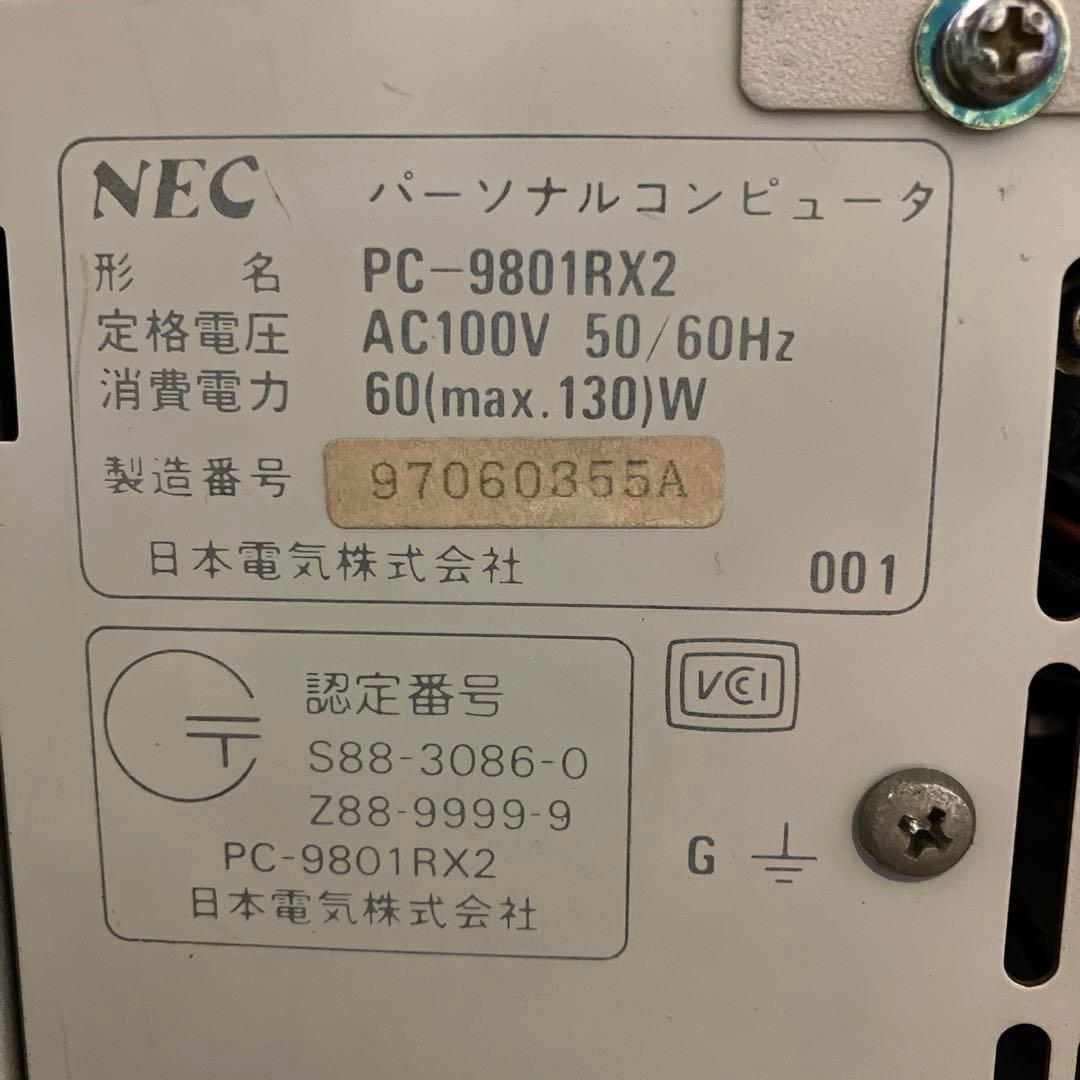 NEC パーソナルコンピュータ
形名 PC-9801RX2
定格電圧 AC100V 50/60Hz
消費電力 60(max.130)W
製造番号 97060355A
日本電気株式会社 001
認定番号
S88-3086-0
Z88-9999-9
PC-9801RX2
日本電気株式会社
VCCI
G